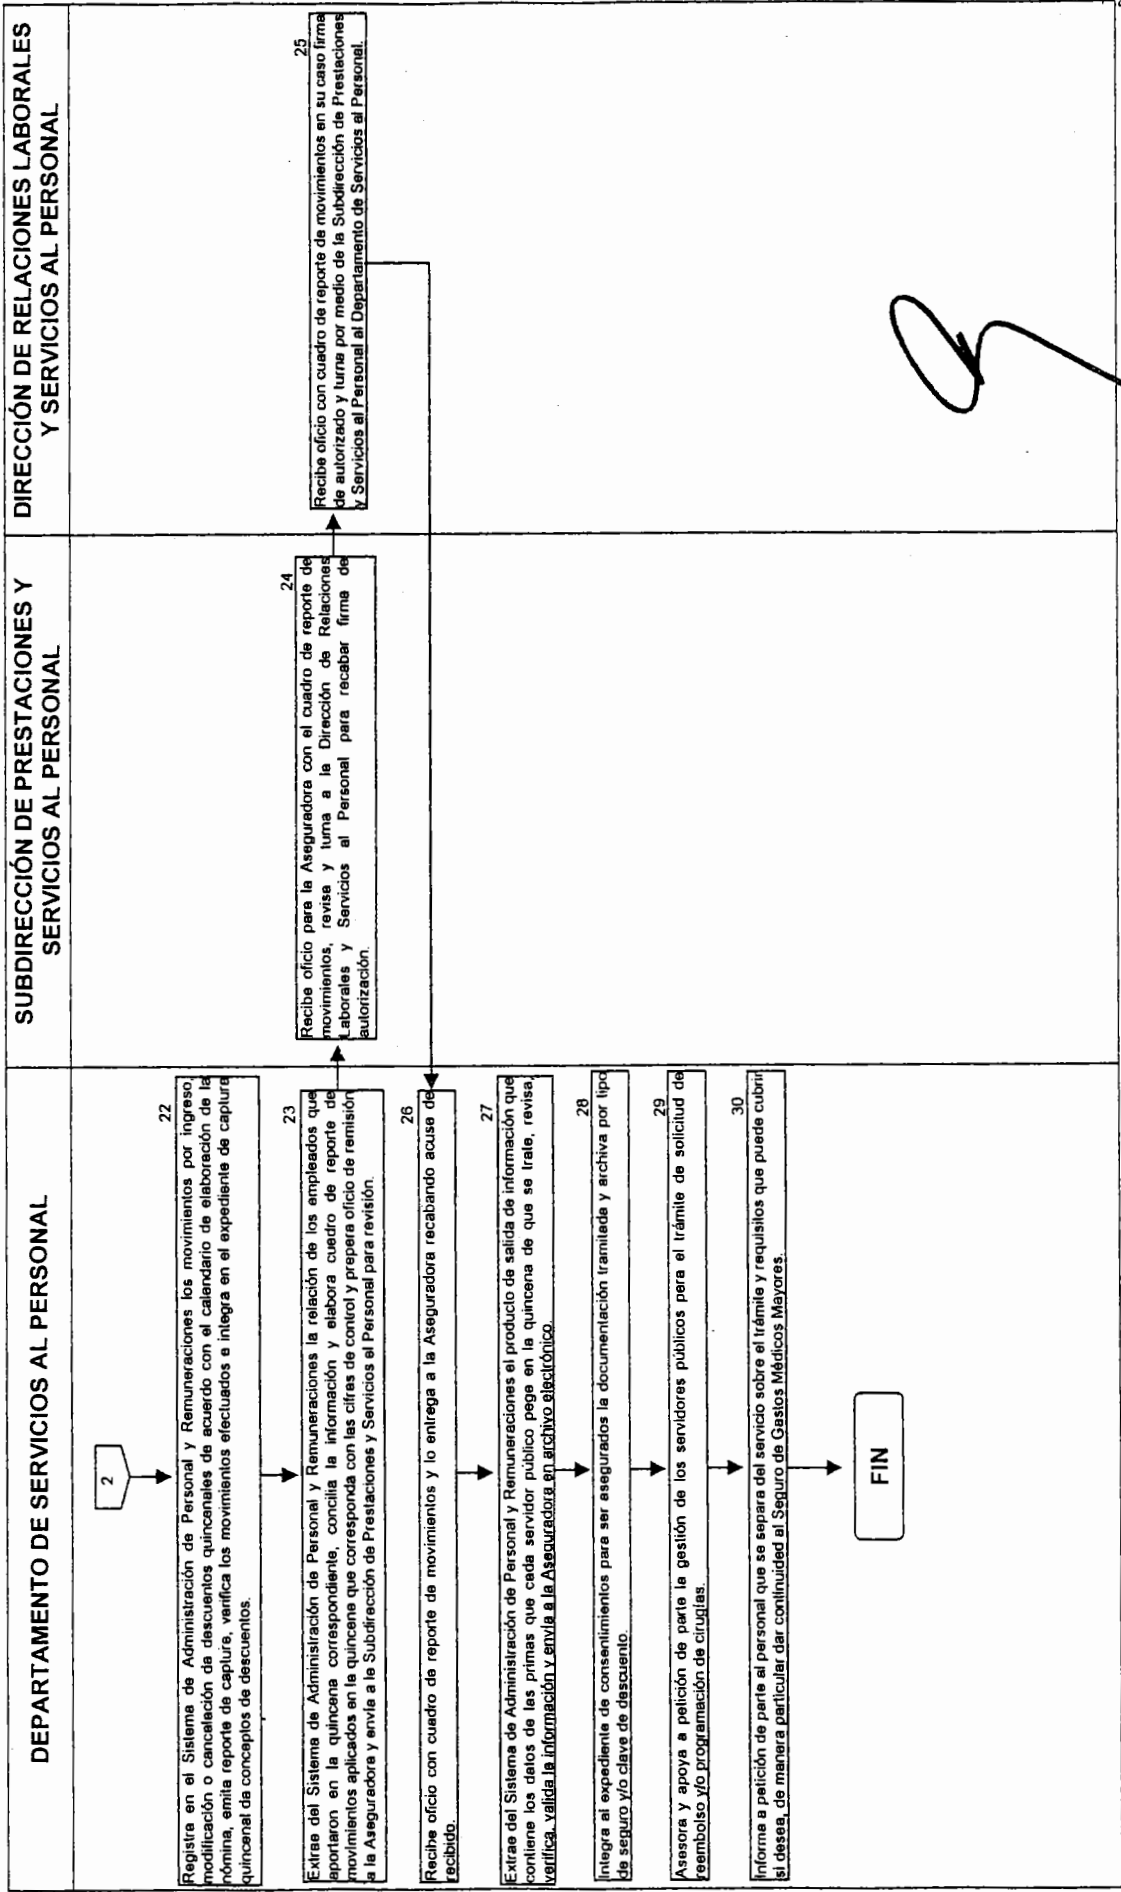 DEPARTAMENTO DE SERVICIOS AL PERSONAL
SUBDIRECCIÓN DE PRESTACIONES Y
SERVICIOS AL PERSONAL
DIRECCIÓN DE RELACIONES LABORALES
Y SERVICIOS AL PERSONAL
2
22
Registra en el Sistema de Administración de Personal y Remuneraciones los movimientos por ingreso,
modificación o cancelación de descuentos quincenales de acuerdo con el calendario de elaboración de la
nómina, emite reporte de captura, verifica los movimientos efectuados e integra en el expediente de captura
quincenal de conceptos de descuentos.
23
Extrae del Sistema de Administración de Personal y Remuneraciones la relación de los empleados que
aportaron en la quincena correspondiente, concilia la información y elabora cuadro de reporte de
movimientos aplicados en la quincena que corresponda con las cifras de control y prepara oficio de remisión
a la Aseguradora y envía a la Subdirección de Prestaciones y Servicios al Personal para revisión.
24
Recibe oficio para la Aseguradora con el cuadro de reporte de
movimientos, revisa y turna a la Dirección de Relaciones
Laborales y Servicios al Personal para recabar firma de
autorización.
25
Recibe oficio con cuadro de reporte de movimientos en su caso firma
de autorizado y turna por medio de la Subdirección de Prestaciones
y Servicios al Personal al Departamento de Servicios al Personal.
26
Recibe oficio con cuadro de reporte de movimientos y lo entrega a la Aseguradora recabando acuse de
recibido.
27
Extrae del Sistema de Administración de Personal y Remuneraciones el producto de salida de información que
contiene los datos de las primas que cada servidor público paga en la quincena de que se trate, revisa,
verifica, valida la información y envía a la Aseguradora en archivo electrónico.
28
Integra al expediente de consentimientos para ser asegurados la documentación tramitada y archiva por tipo
de seguro y/o clave de descuento.
29
Asesora y apoya a petición de parte la gestión de los servidores públicos para el trámite de solicitud de
reembolso y/o programación de cirugías.
30
Informa a petición de parte al personal que se separa del servicio sobre el trámite y requisitos que puede cubrir
si desea, de manera particular dar continuidad al Seguro de Gastos Médicos Mayores.
FIN